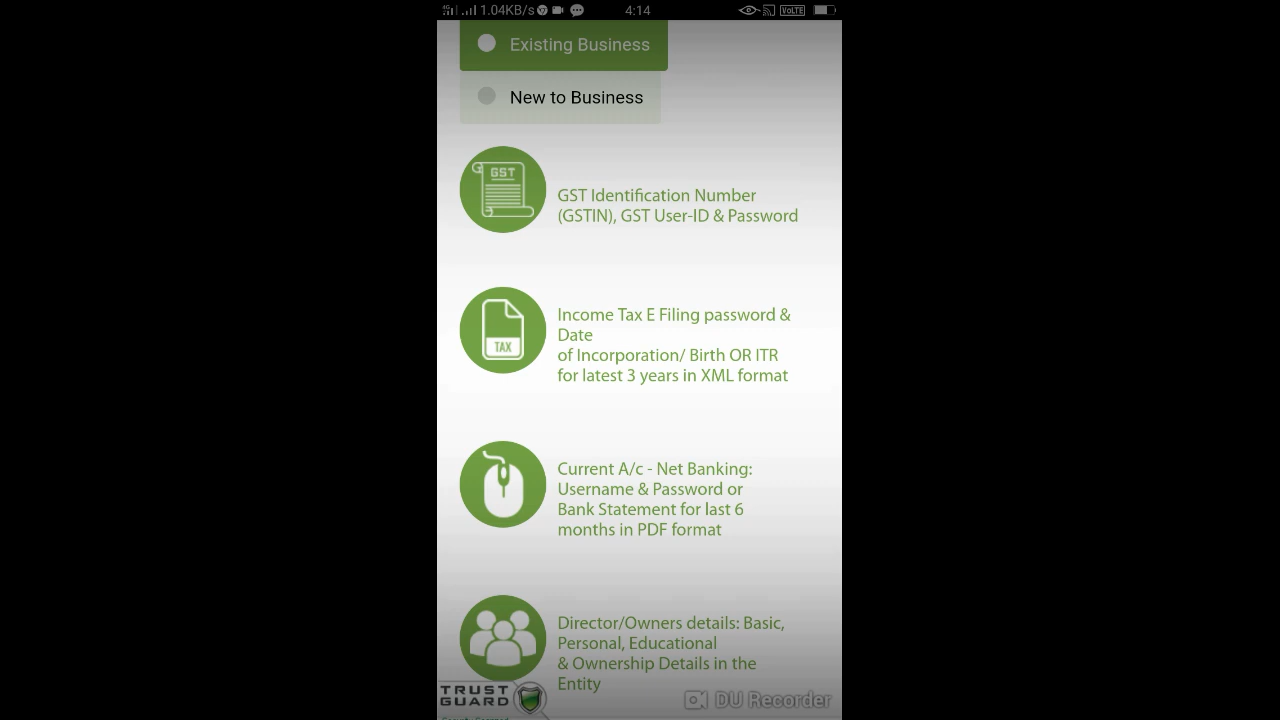 1.04KB/s
4:14
VoLTE
Existing Business
New to Business
GST
GST Identification Number
(GSTIN), GST User-ID & Password
TAX
Income Tax E Filing password &
Date
of Incorporation/ Birth OR ITR
for latest 3 years in XML format
Current A/c - Net Banking:
Username & Password or
Bank Statement for last 6
months in PDF format
Director/Owners details: Basic,
Personal, Educational
& Ownership Details in the
Entity
TRUST
GUARD
DU Recorder